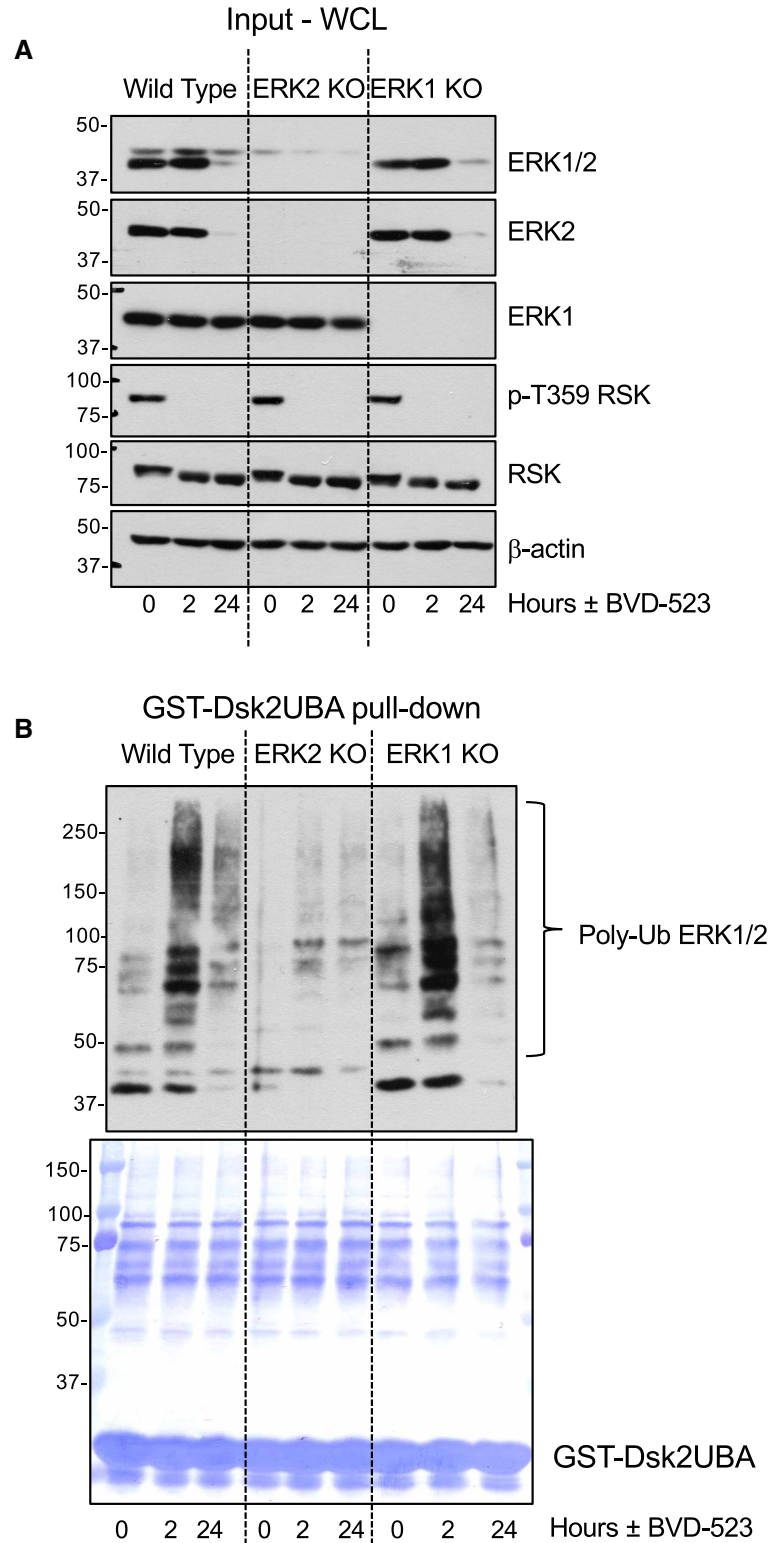 Input - WCL
A
Wild Type ERK2 KO ERK1 KO
50-
37-
ERK1/2
50-
37-
ERK2
50-
37-
ERK1
100-
75-
p-T359 RSK
100-
75-
RSK
50-
37-
β-actin
0 2 24 0 2 24 0 2 24 Hours ± BVD-523
GST-Dsk2UBA pull-down
B
Wild Type ERK2 KO ERK1 KO
250-
150-
100-
75-
50-
37-
Poly-Ub ERK1/2
150-
100-
75-
50-
37-
GST-Dsk2UBA
0 2 24 0 2 24 0 2 24 Hours ± BVD-523